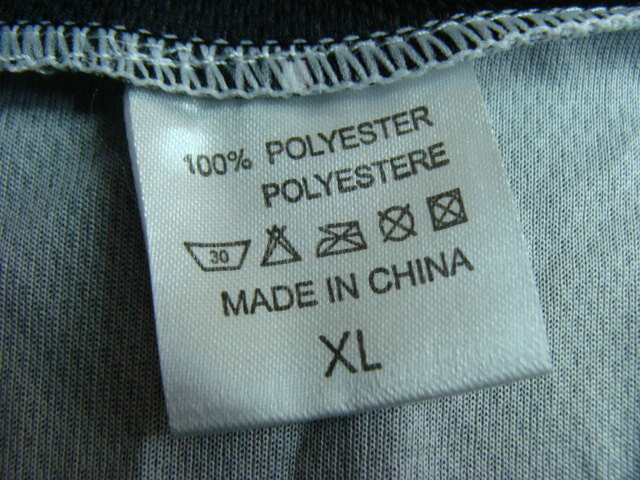 100% POLYESTER
POLYESTERE
30
MADE IN CHINA
XL